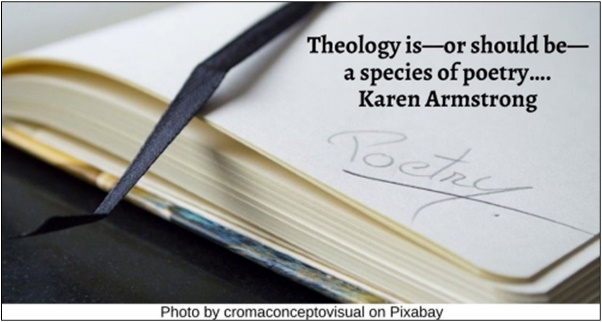 Theology is—or should be—
a species of poetry....
Karen Armstrong
Poetry.
Photo by cromaconceptovisual on Pixabay